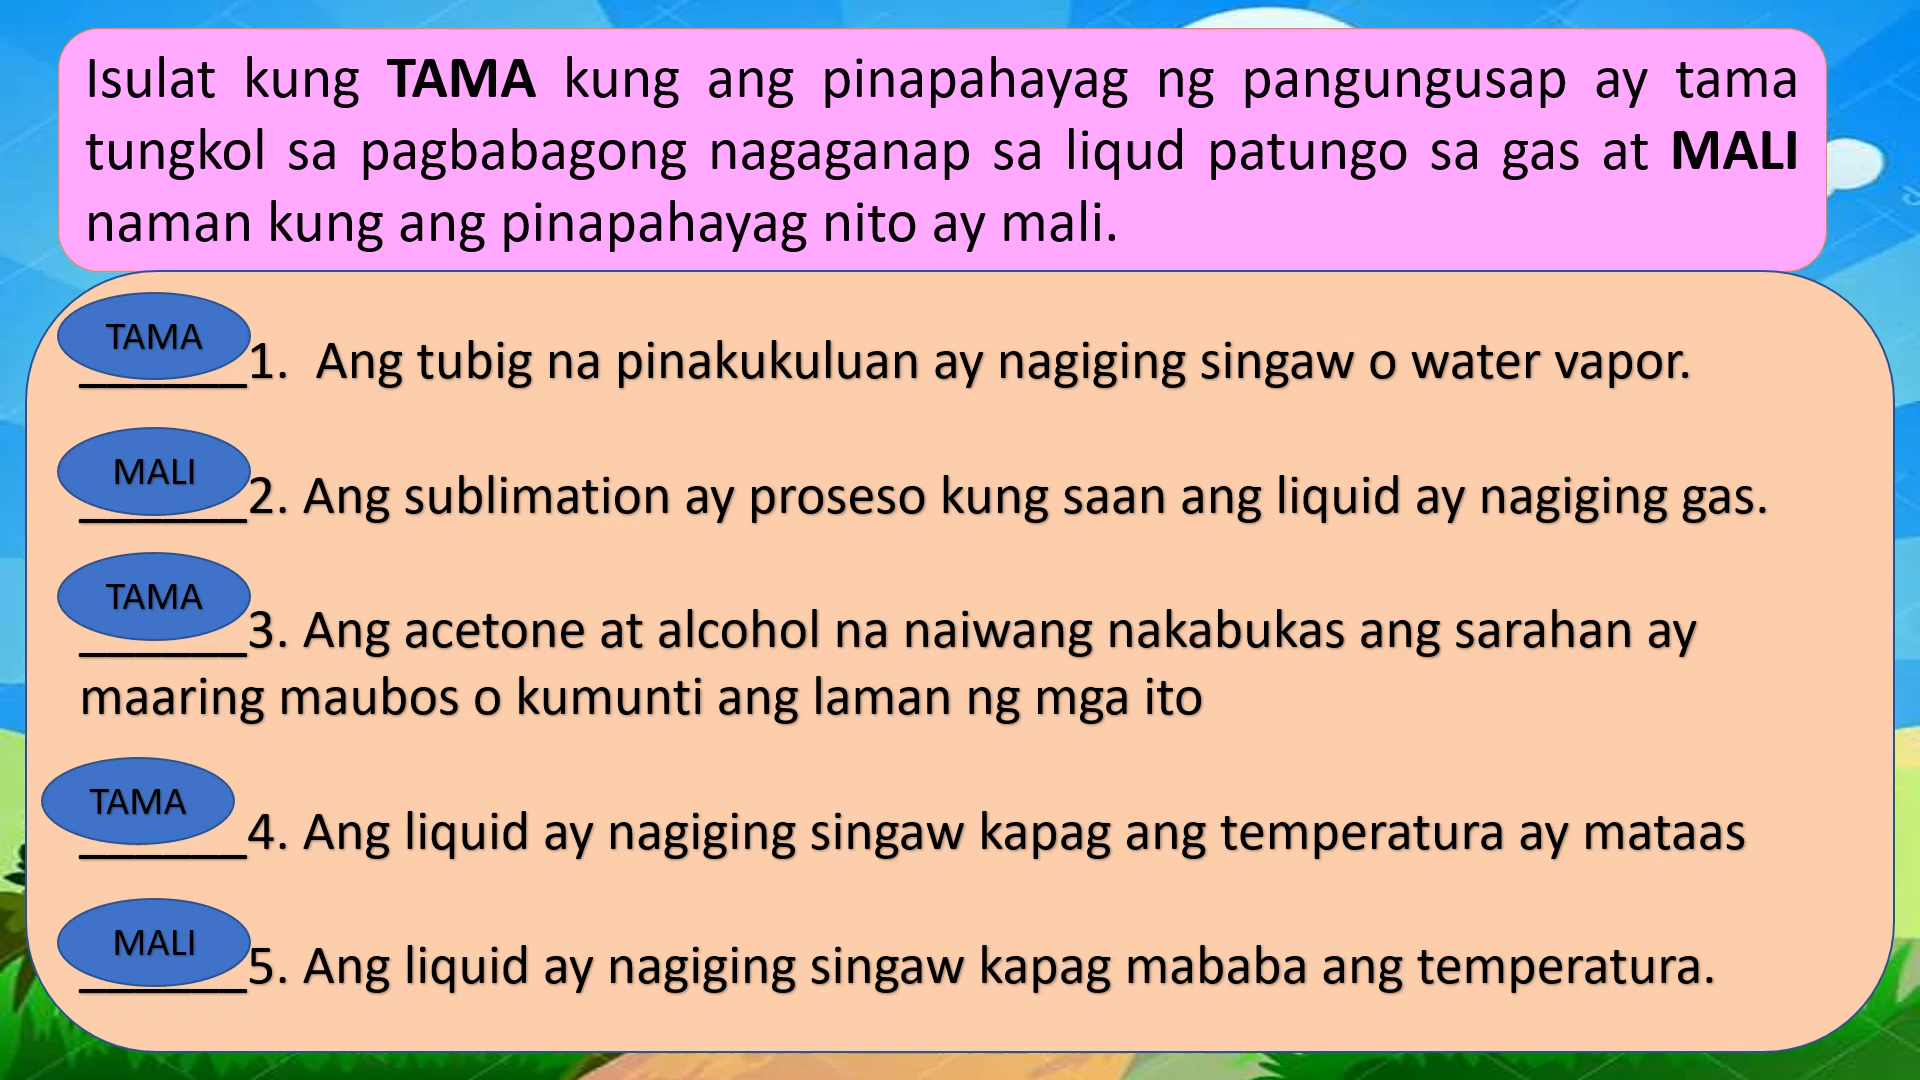 Isulat kung TAMA kung ang pinapahayag ng pangungusap ay tama
tungkol sa pagbabagong nagaganap sa liqud patungo sa gas at MALI
naman kung ang pinapahayag nito ay mali.
TAMA
______1.  Ang tubig na pinakukuluan ay nagiging singaw o water vapor.
MALI
______2. Ang sublimation ay proseso kung saan ang liquid ay nagiging gas.
TAMA
______3. Ang acetone at alcohol na naiwang nakabukas ang sarahan ay
maaring maubos o kumunti ang laman ng mga ito
TAMA
______4. Ang liquid ay nagiging singaw kapag ang temperatura ay mataas
MALI
______5. Ang liquid ay nagiging singaw kapag mababa ang temperatura.